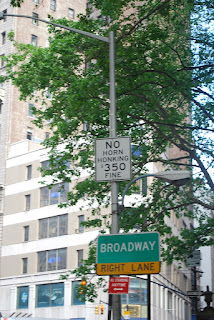 NO
HORN
HONKING
$350
FINE
BROADWAY
RIGHT LANE